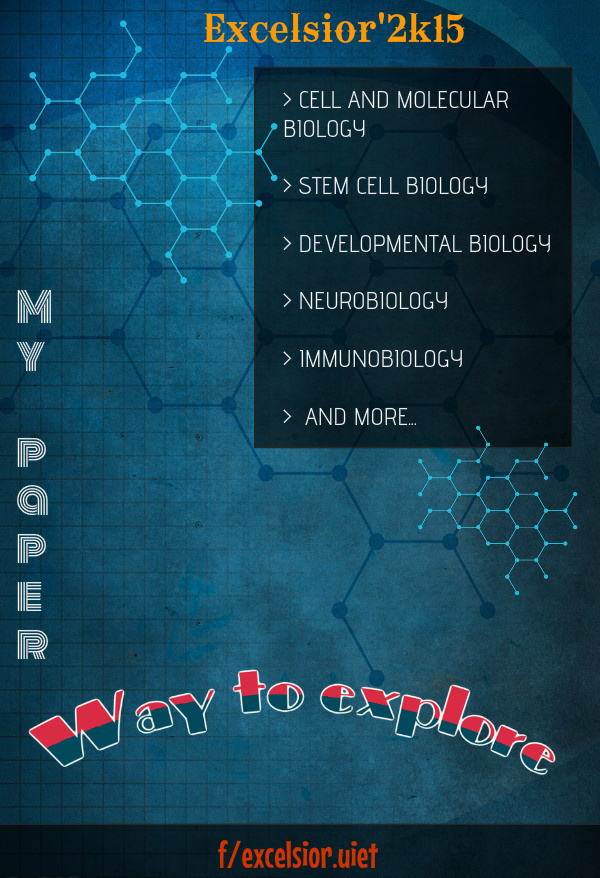 Excelsior'2k15
> CELL AND MOLECULAR
BIOLOGY
> STEM CELL BIOLOGY
> DEVELOPMENTAL BIOLOGY
> NEUROBIOLOGY
> IMMUNOBIOLOGY
> AND MORE...
MY PAPER
Way to explore
f/excelsior.uiet